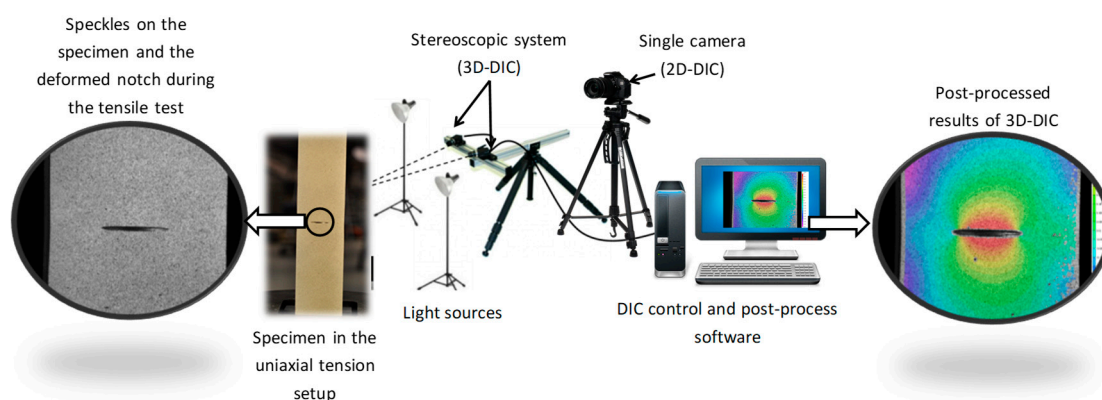 Speckles on the
specimen and the
deformed notch during
the tensile test
Stereoscopic system
(3D-DIC)
Single camera
(2D-DIC)
Post-processed
results of 3D-DIC
Light sources
DIC control and post-process
software
Specimen in the
uniaxial tension
setup